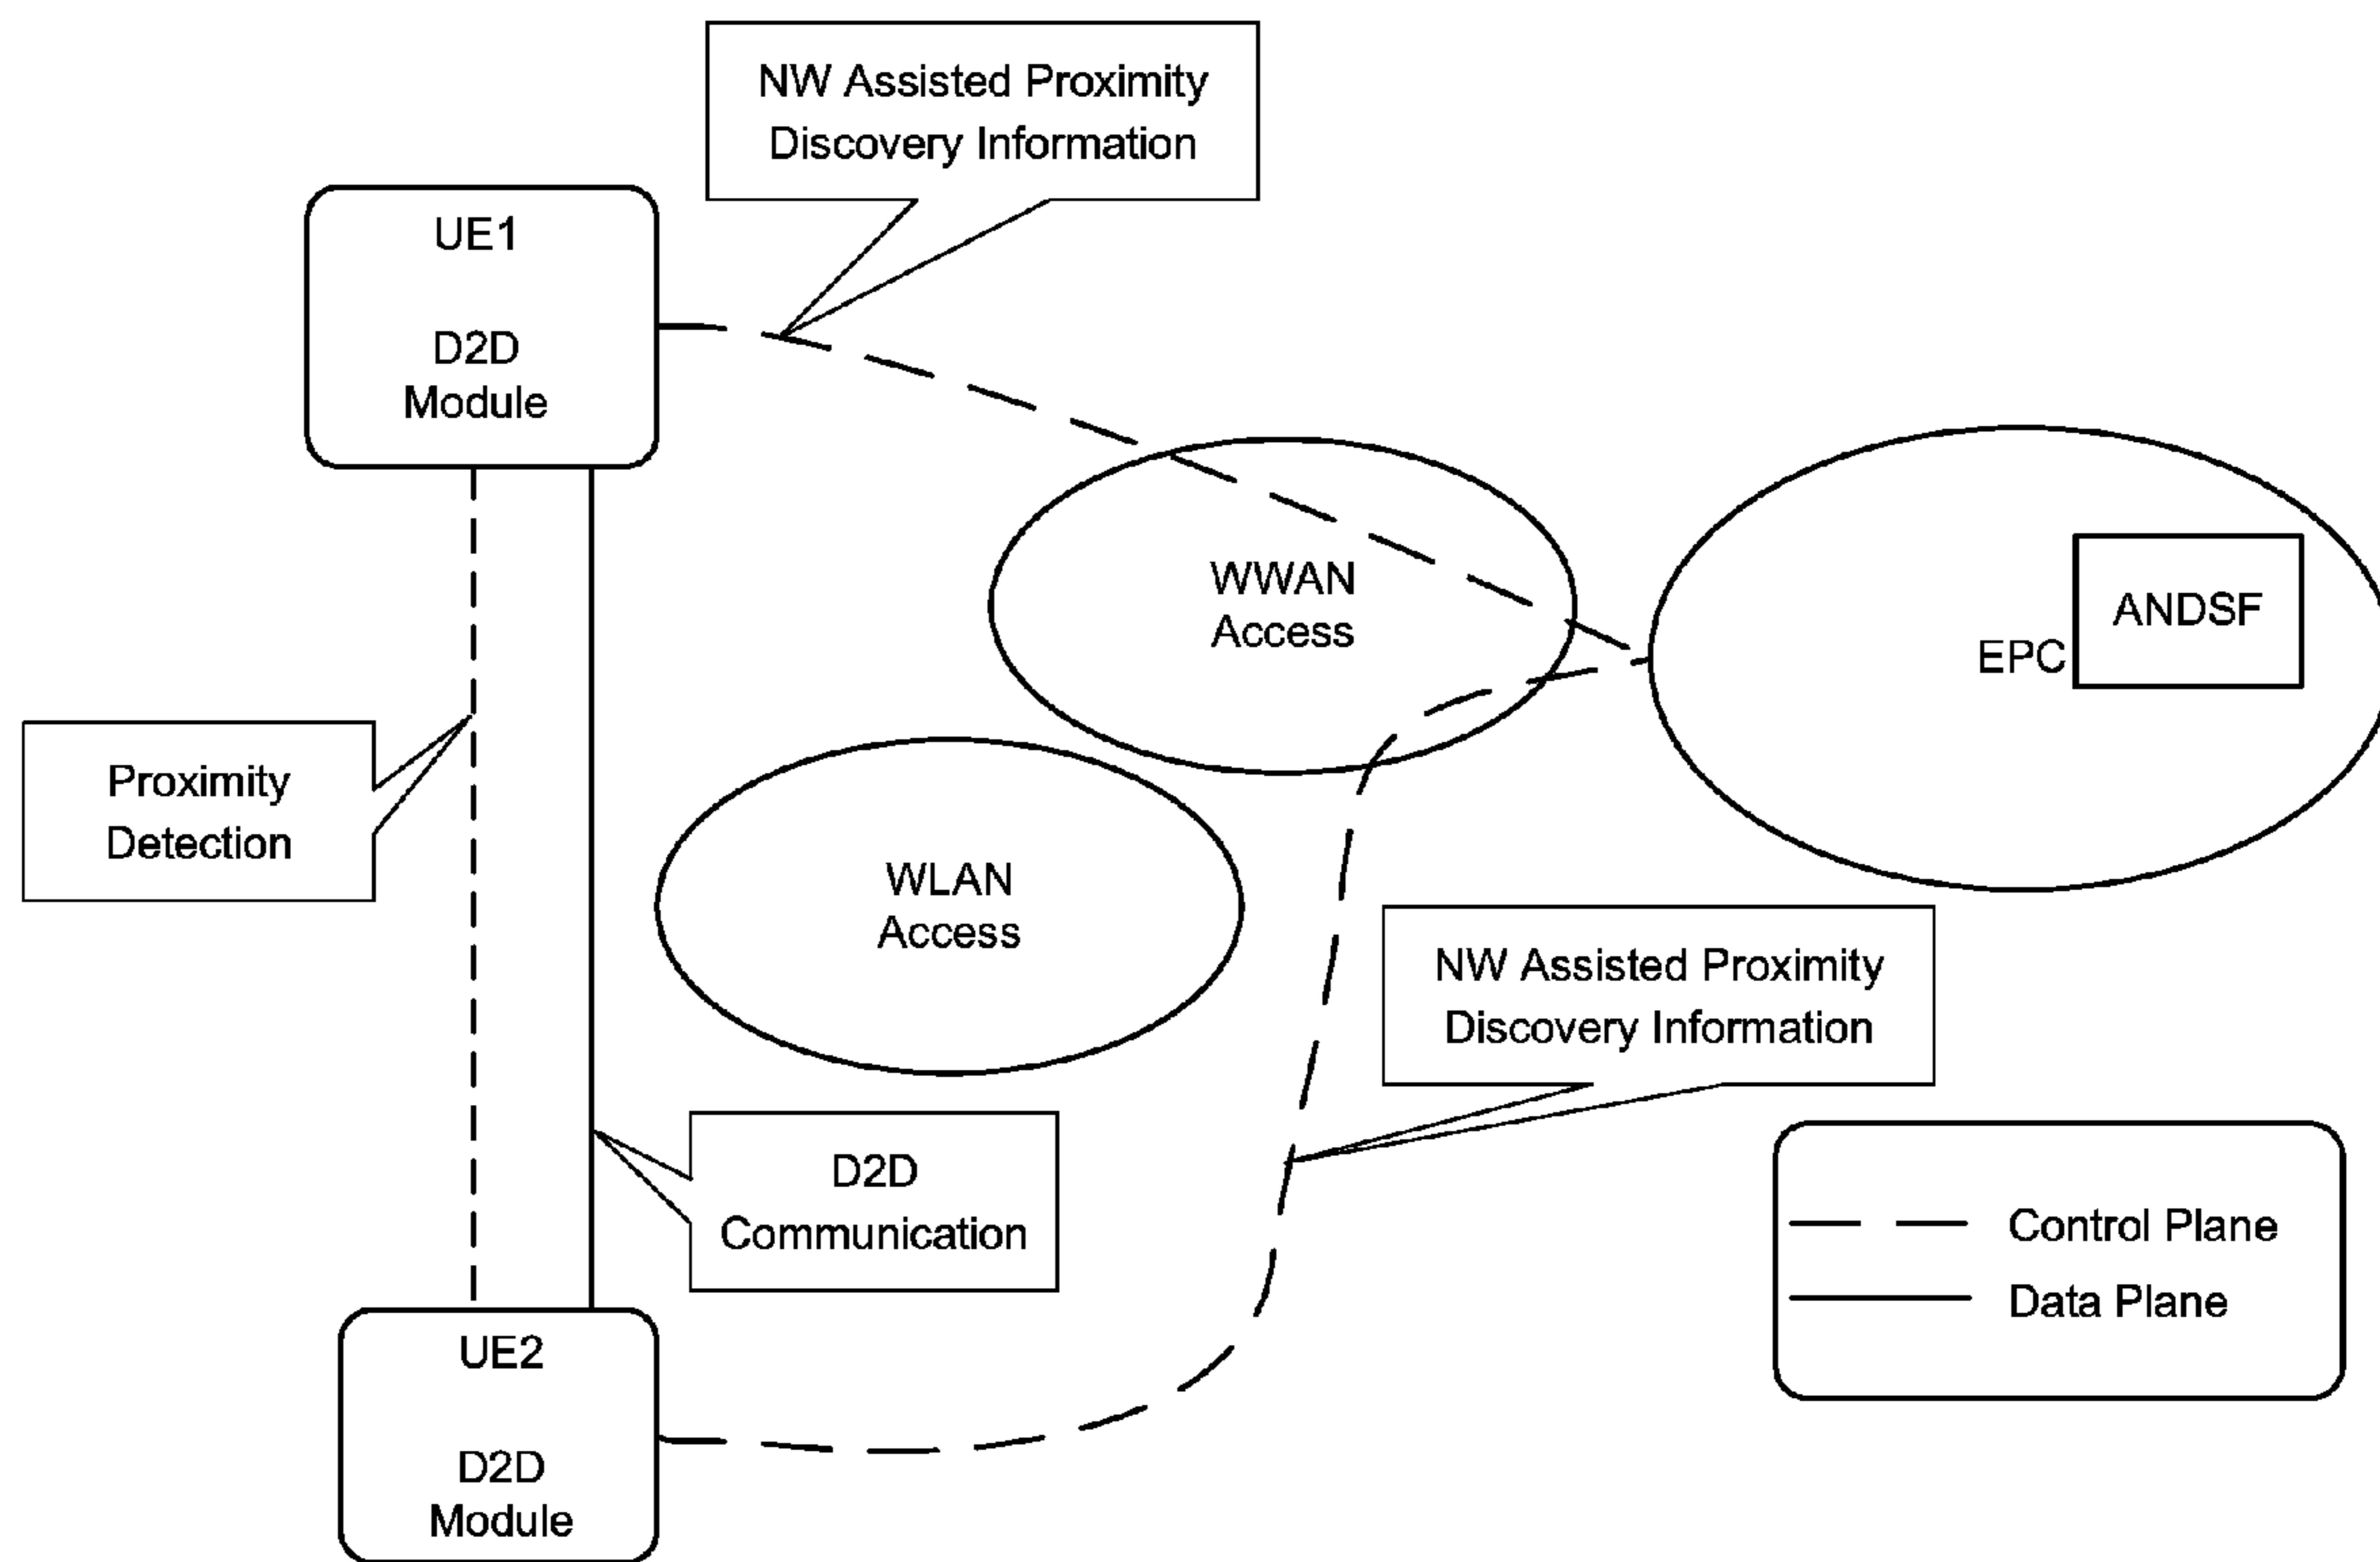 NW Assisted Proximity
Discovery Information
UE1
D2D
Module
WWAN
Access
ANDSF
EPC
Proximity
Detection
WLAN
Access
NW Assisted Proximity
Discovery Information
D2D
Communication
Control Plane
Data Plane
UE2
D2D
Module